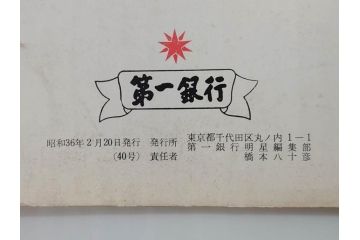 第一銀行
昭和36年2月20日発行 発行所 東京都千代田区丸ノ内1－1
第一銀行明星編集部
(40号) 責任者 橋本八十彦